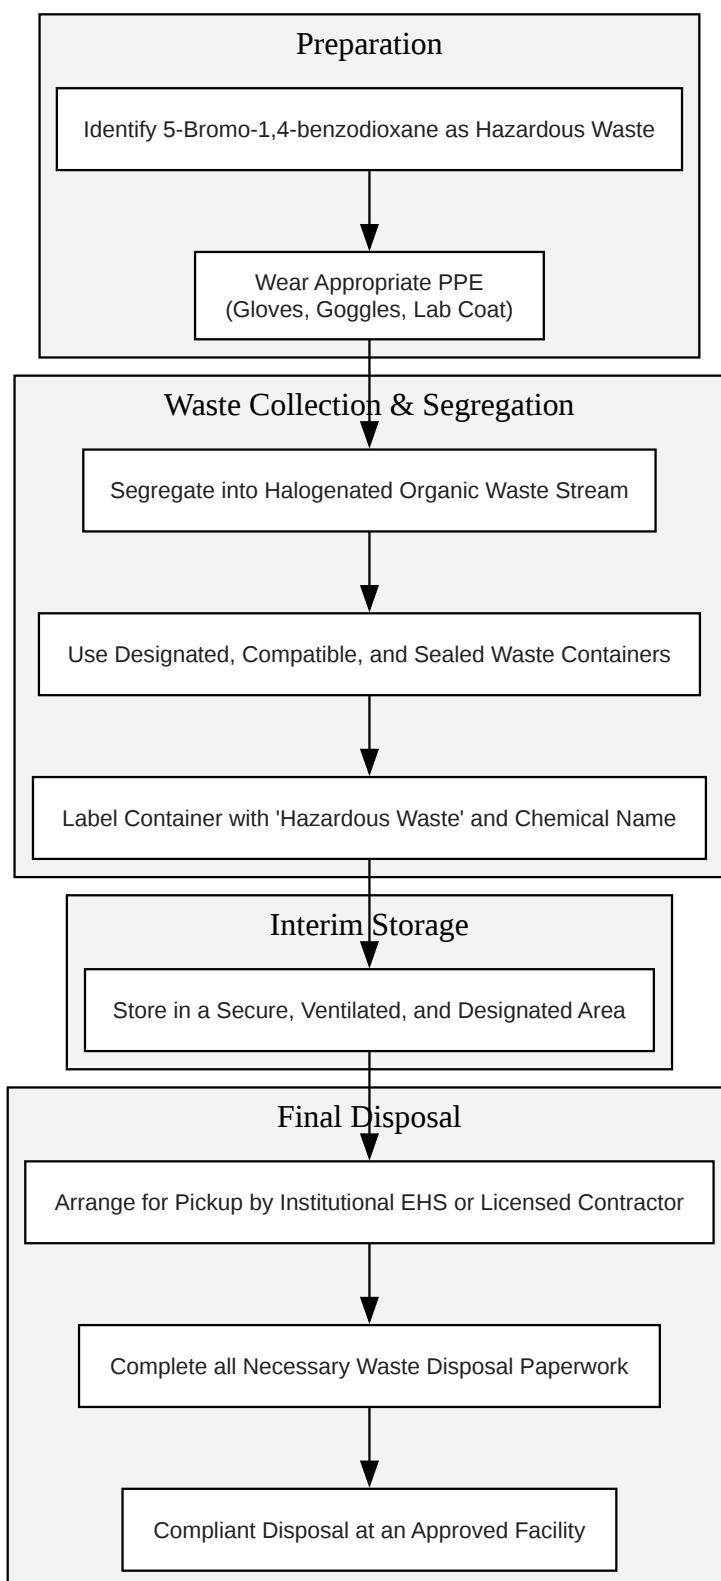 Preparation
Identify 5-Bromo-1,4-benzodioxane as Hazardous Waste
Wear Appropriate PPE
(Gloves, Goggles, Lab Coat)
Waste Collection & Segregation
Segregate into Halogenated Organic Waste Stream
Use Designated, Compatible, and Sealed Waste Containers
Label Container with 'Hazardous Waste' and Chemical Name
Interim Storage
Store in a Secure, Ventilated, and Designated Area
Final Disposal
Arrange for Pickup by Institutional EHS or Licensed Contractor
Complete all Necessary Waste Disposal Paperwork
Compliant Disposal at an Approved Facility